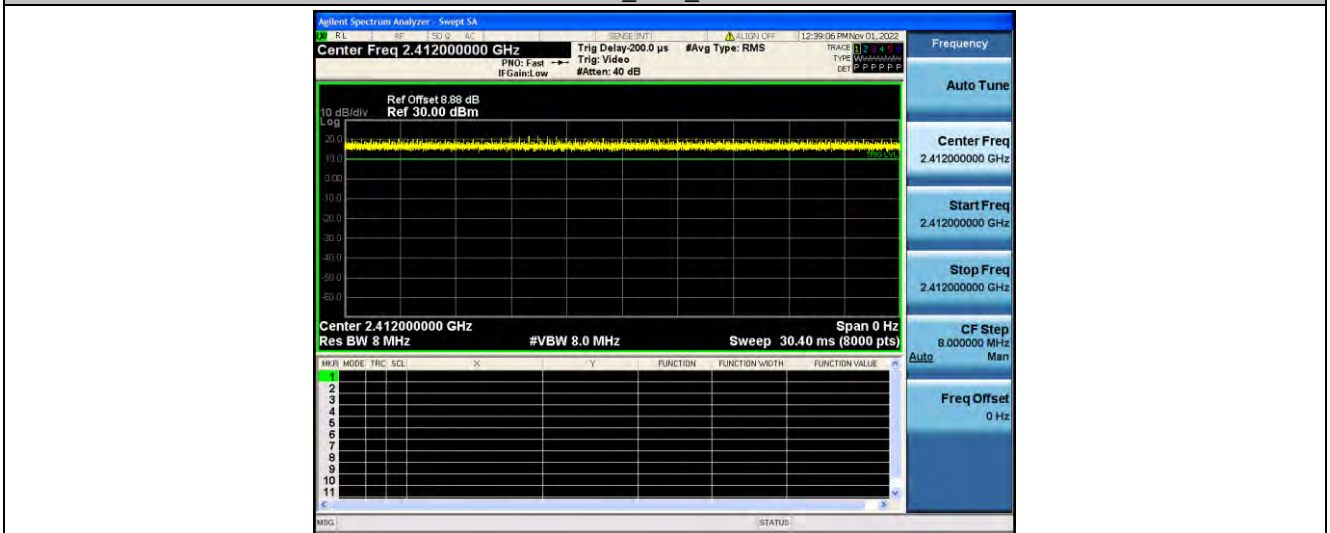 Agilent Spectrum Analyzer - Swept SA
RL RF 50 Ω AC SENSE:INT ALIGN OFF 12:39:06 PM Nov 01, 2022
Center Freq 2.412000000 GHz
PNO: Fast
IFGain:Low
Trig Delay-200.0 µs
Trig: Video
#Atten: 40 dB
#Avg Type: RMS
TRACE 1 2 3 4 5 6
TYPE
DET P P P P P P
Frequency
Auto Tune
Center Freq
2.412000000 GHz
Start Freq
2.412000000 GHz
Stop Freq
2.412000000 GHz
CF Step
8.000000 MHz
Auto Man
Freq Offset
0 Hz
Ref Offset 8.88 dB
10 dB/div Ref 30.00 dBm
Log
20.0
10.0
0.00
-10.0
-20.0
-30.0
-40.0
-50.0
-60.0
TRIG LVL
Center 2.412000000 GHz Span 0 Hz
Res BW 8 MHz #VBW 8.0 MHz Sweep 30.40 ms (8000 pts)
MKR MODE TRC SCL X Y FUNCTION FUNCTION WIDTH FUNCTION VALUE
1
2
3
4
5
6
7
8
9
10
11
MSG STATUS